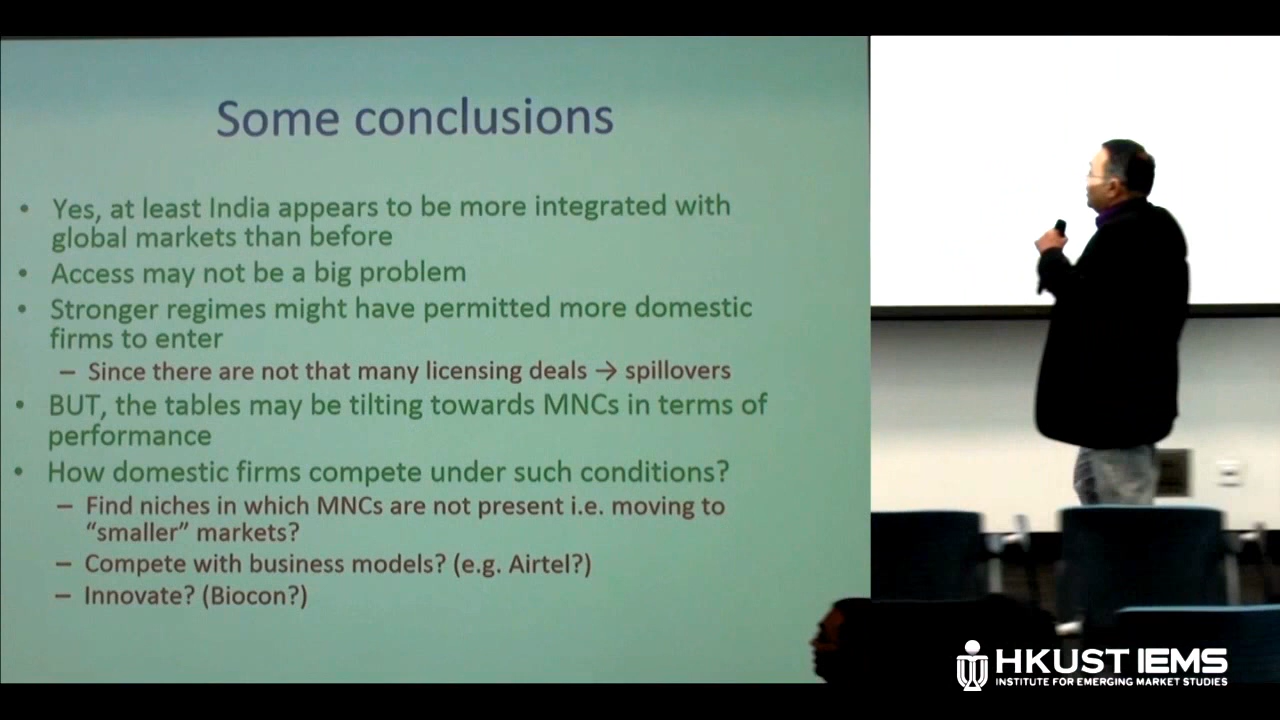 Some conclusions
• Yes, at least India appears to be more integrated with
global markets than before
• Access may not be a big problem
• Stronger regimes might have permitted more domestic
firms to enter
– Since there are not that many licensing deals → spillovers
• BUT, the tables may be tilting towards MNCs in terms of
performance
• How domestic firms compete under such conditions?
– Find niches in which MNCs are not present i.e. moving to
“smaller” markets?
– Compete with business models? (e.g. Airtel?)
– Innovate? (Biocon?)
HKUST IEMS
INSTITUTE FOR EMERGING MARKET STUDIES